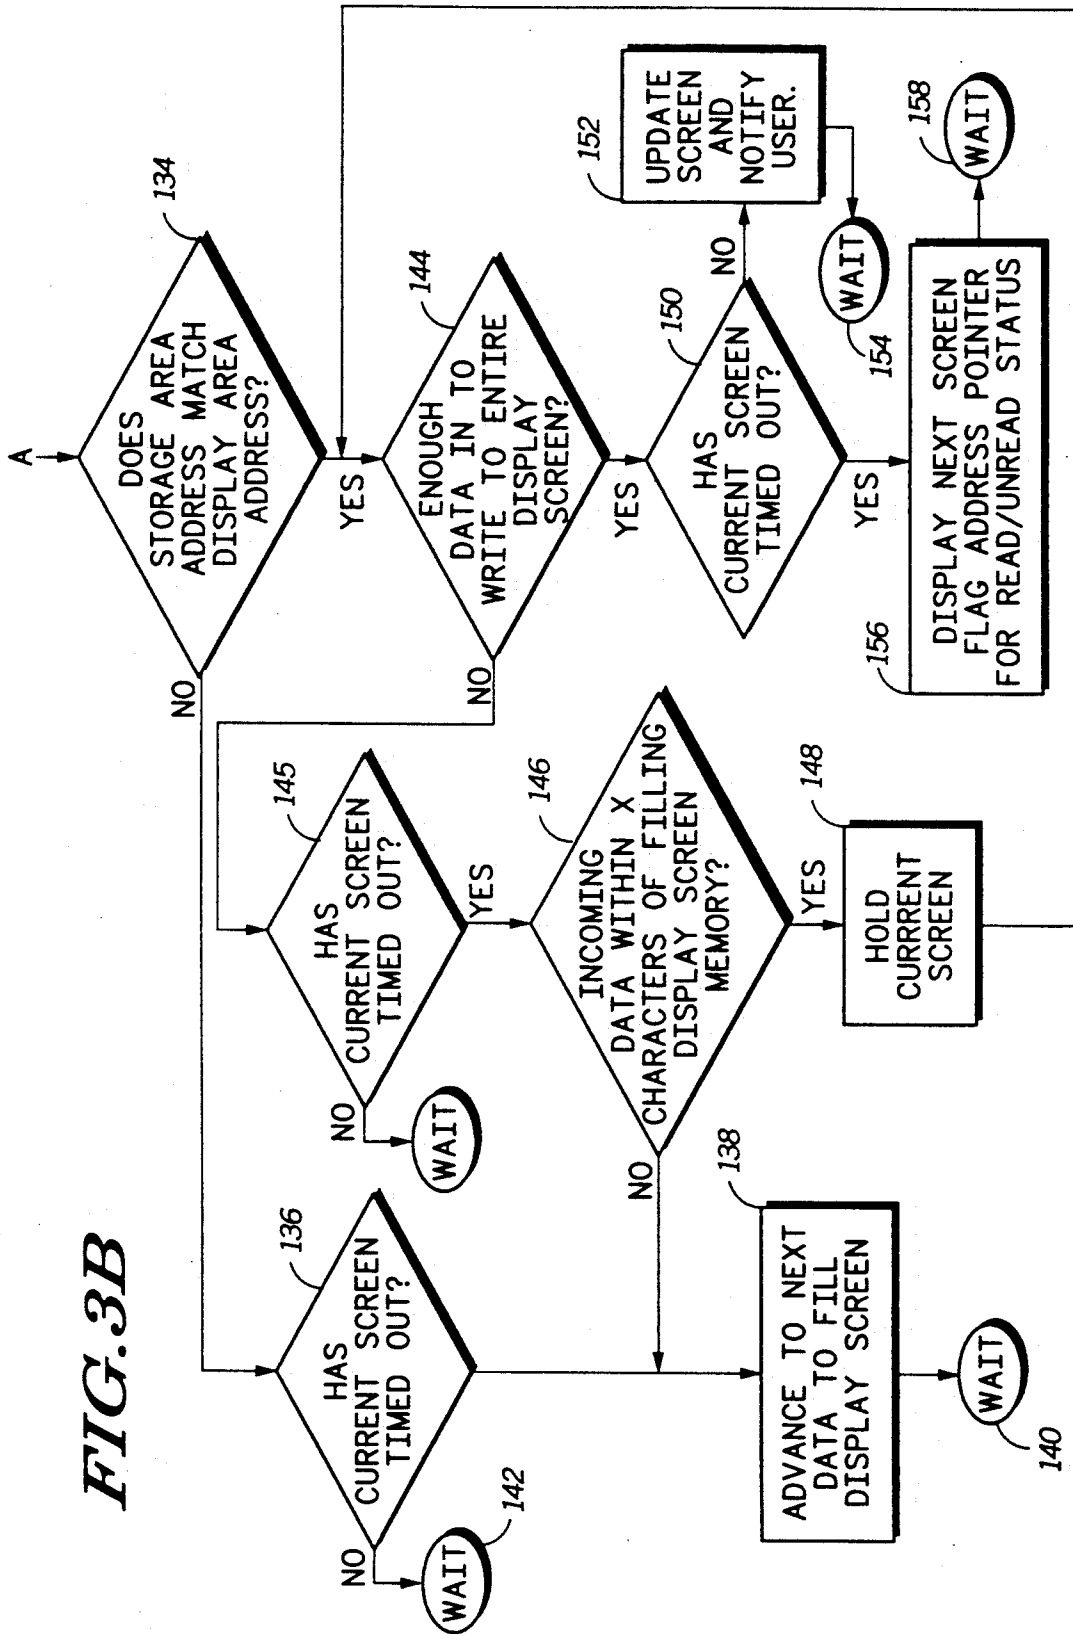 FIG.3B
A
DOES
STORAGE AREA
ADDRESS MATCH
DISPLAY AREA
ADDRESS?
134
NO
YES
ENOUGH
DATA IN TO
WRITE TO ENTIRE
DISPLAY
SCREEN?
144
NO
YES
HAS
CURRENT SCREEN
TIMED OUT?
150
NO
YES
UPDATE
SCREEN
AND
NOTIFY
USER.
152
WAIT
154
DISPLAY NEXT SCREEN
FLAG ADDRESS POINTER
FOR READ/UNREAD STATUS
156
WAIT
158
HAS
CURRENT SCREEN
TIMED OUT?
145
NO
WAIT
YES
INCOMING
DATA WITHIN X
CHARACTERS OF FILLING
DISPLAY SCREEN
MEMORY?
146
NO
YES
HOLD
CURRRENT
SCREEN
148
HAS
CURRENT SCREEN
TIMED OUT?
136
NO
WAIT
142
ADVANCE TO NEXT
DATA TO FILL
DISPLAY SCREEN
138
WAIT
140